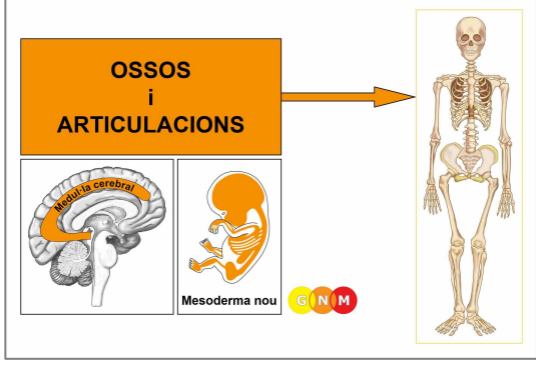 OSSOS
i
ARTICULACIONS
Medul·la cerebral
Mesoderma nou
G N M